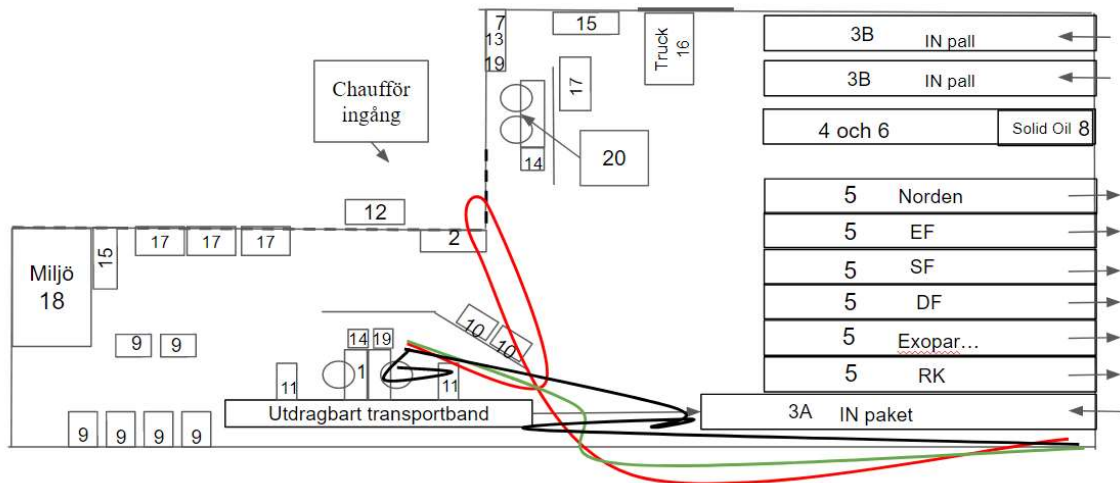 7
13
19
15
Truck
16
3B IN pall
3B IN pall
Chaufför
ingång
17
14
20
4 och 6 Solid Oil 8
5 Norden
12
2
5 EF
Miljö
18
15
17
17
17
5 SF
5 DF
10
10
9
9
14
19
5 Exopar…
1
11
11
5 RK
Utdragbart transportband
3A IN paket
9
9
9
9